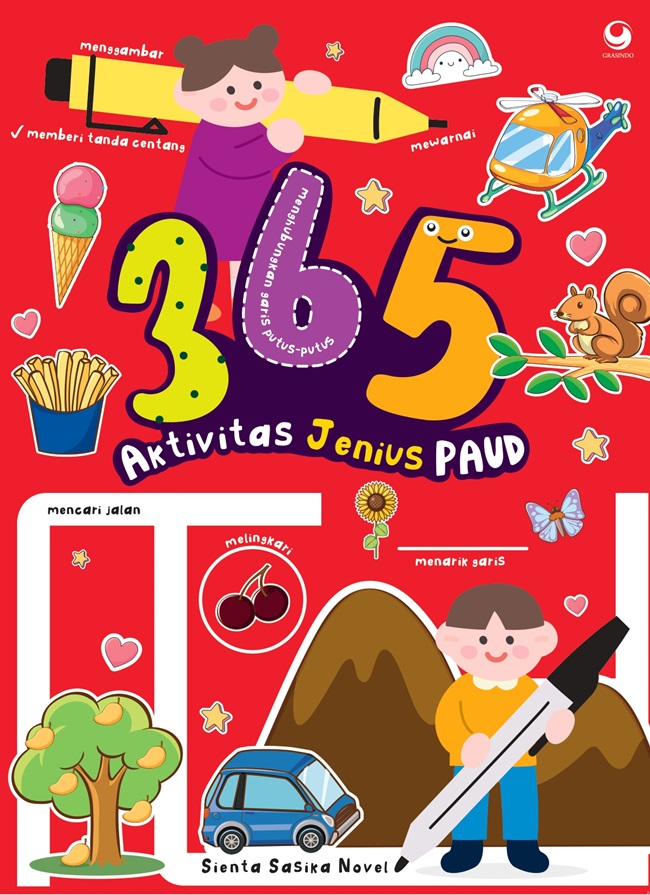 menggambar
GRASINDO
✓ memberi tanda centang
mewarnai
365
menghubungkan garis putus-putus
Aktivitas Jenius PAUD
mencari jalan
melingkari
menarik garis
Sienta Sasika Novel